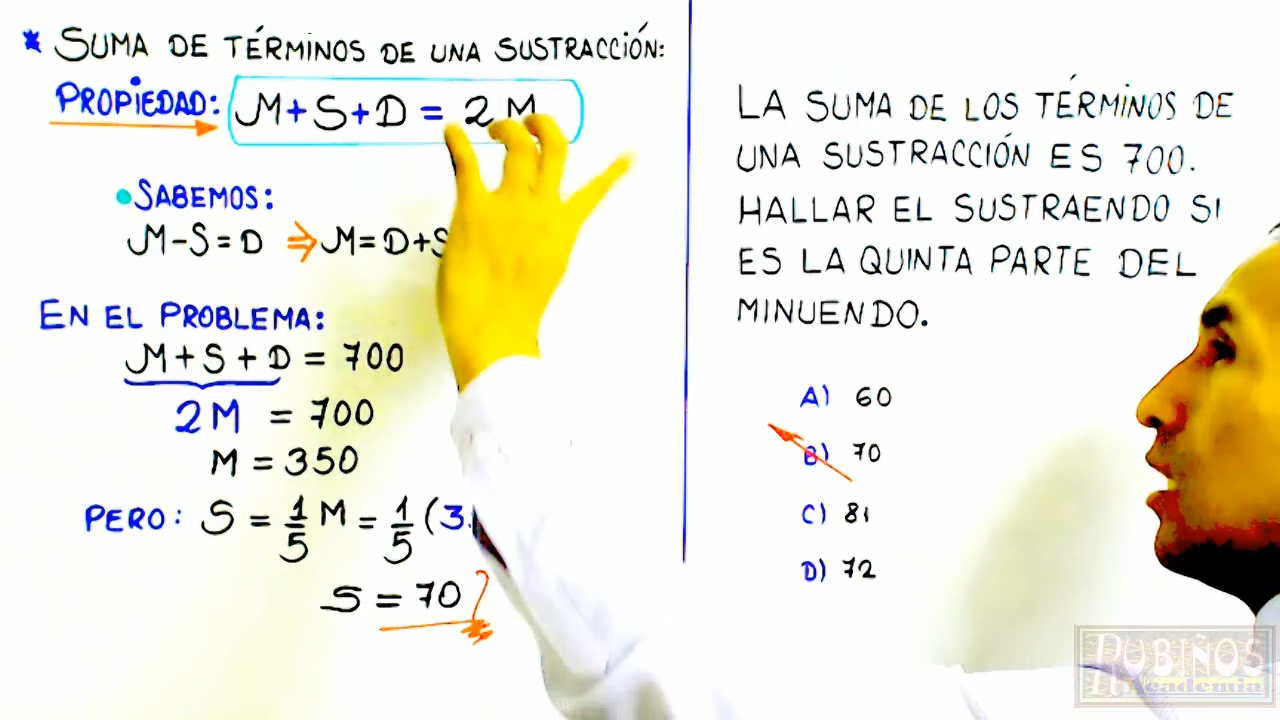 * SUMA DE TÉRMINOS DE UNA SUSTRACCIÓN:
PROPIEDAD: M+S+D = 2M
• SABEMOS:
M-S=D ⇒ M=D+S
EN EL PROBLEMA:
M+S+D = 700
2M = 700
M = 350
PERO: S = 1/5 M = 1/5 (3
S = 70
LA SUMA DE LOS TÉRMINOS DE
UNA SUSTRACCIÓN ES 700.
HALLAR EL SUSTRAENDO SI
ES LA QUINTA PARTE DEL
MINUENDO.
A) 60
B) 70
C) 81
D) 72
RUBIÑOS
Academia